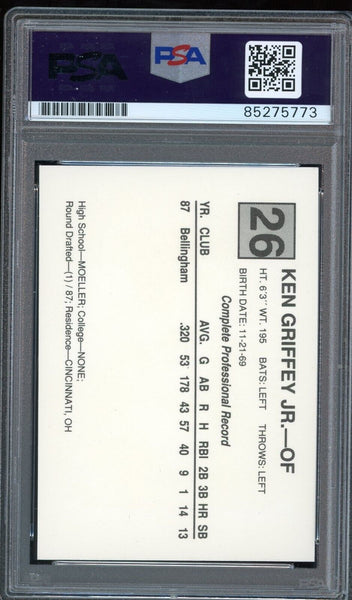 PSA
PSA
85275773
26
KEN GRIFFEY JR.—OF
HT. 6'3" WT. 195 BATS: LEFT THROWS: LEFT
BIRTH DATE: 11-21-69
Complete Professional Record
YR. CLUB AVG. G AB R H RBI 2B 3B HR SB
87 Bellingham .320 53 178 43 57 40 9 1 14 13
High School—MOELLER; College—NONE;
Round Drafted—(1) / 87; Residence—CINCINNATI, OH